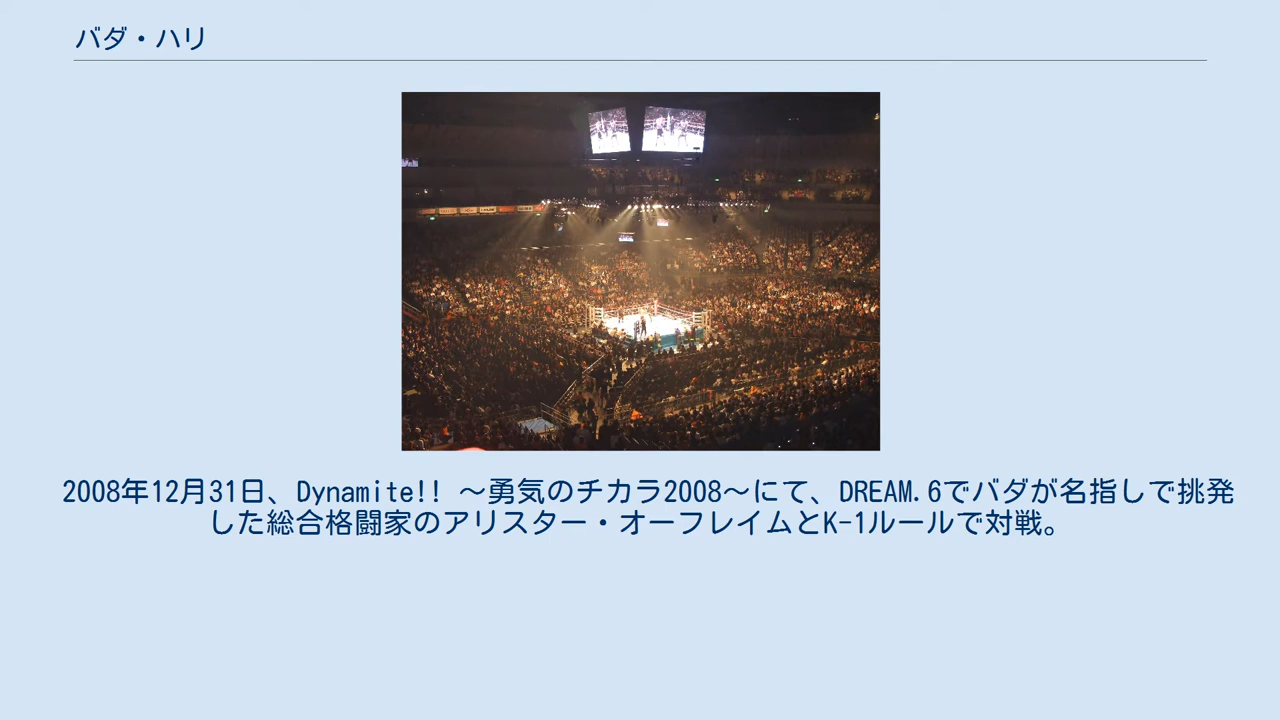 バダ・ハリ
2008年12月31日、Dynamite!! 〜勇気のチカラ2008〜にて、DREAM.6でバダが名指しで挑発
した総合格闘家のアリスター・オーフレイムとK-1ルールで対戦。